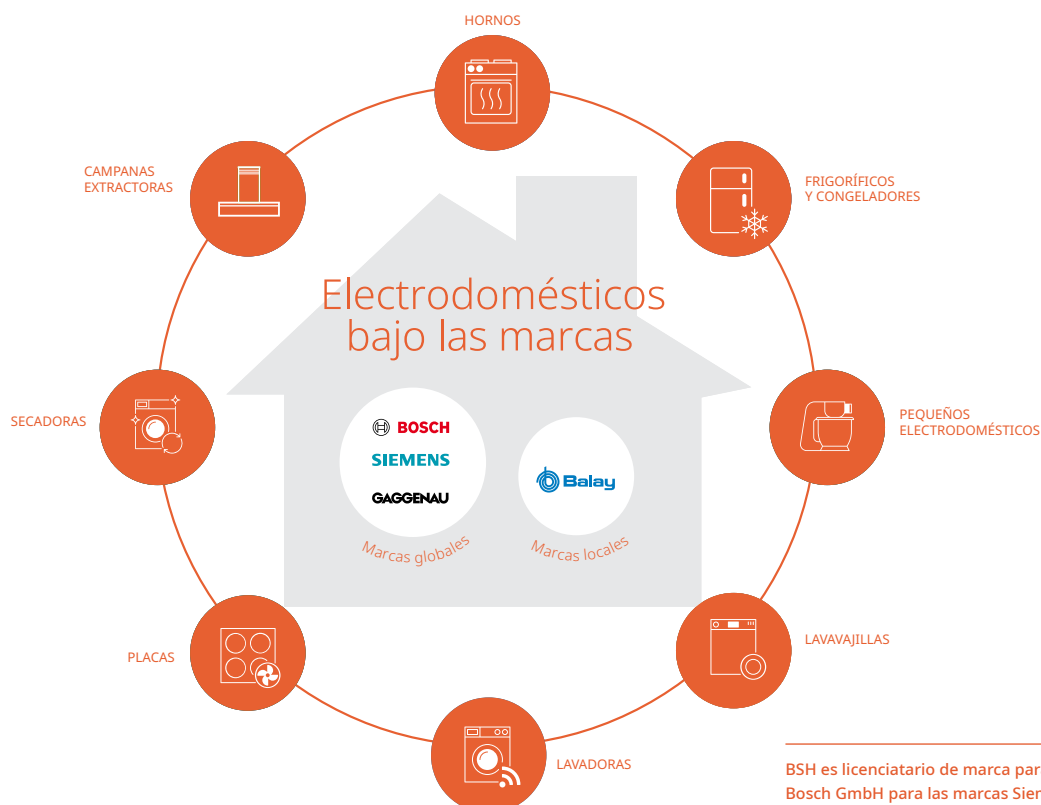 HORNOS
CAMPANAS
EXTRACTORAS
FRIGORÍFICOS
Y CONGELADORES
Electrodomésticos
bajo las marcas
SECADORAS
BOSCH
SIEMENS
GAGGENAU
Balay
PEQUEÑOS
ELECTRODOMÉSTICOS
Marcas globales
Marcas locales
PLACAS
LAVAVAJILLAS
LAVADORAS
BSH es licenciatario de marca par
Bosch GmbH para las marcas Siem